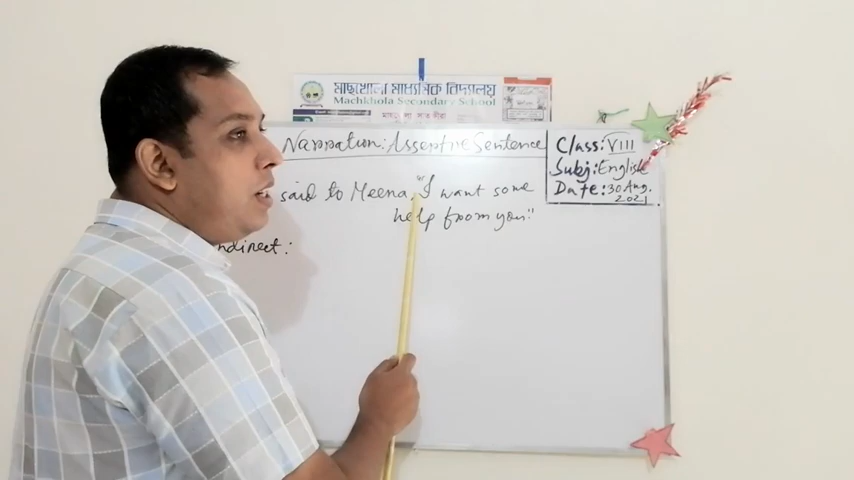 মাছখোলা মাধ্যমিক বিদ্যালয়
Machkhola Secondary School
Narration: Assertive Sentence
said to Meena, "I want some
help from you"
ndirect:
Class: VIII
Subj: English
Date: 30 Aug.
2021